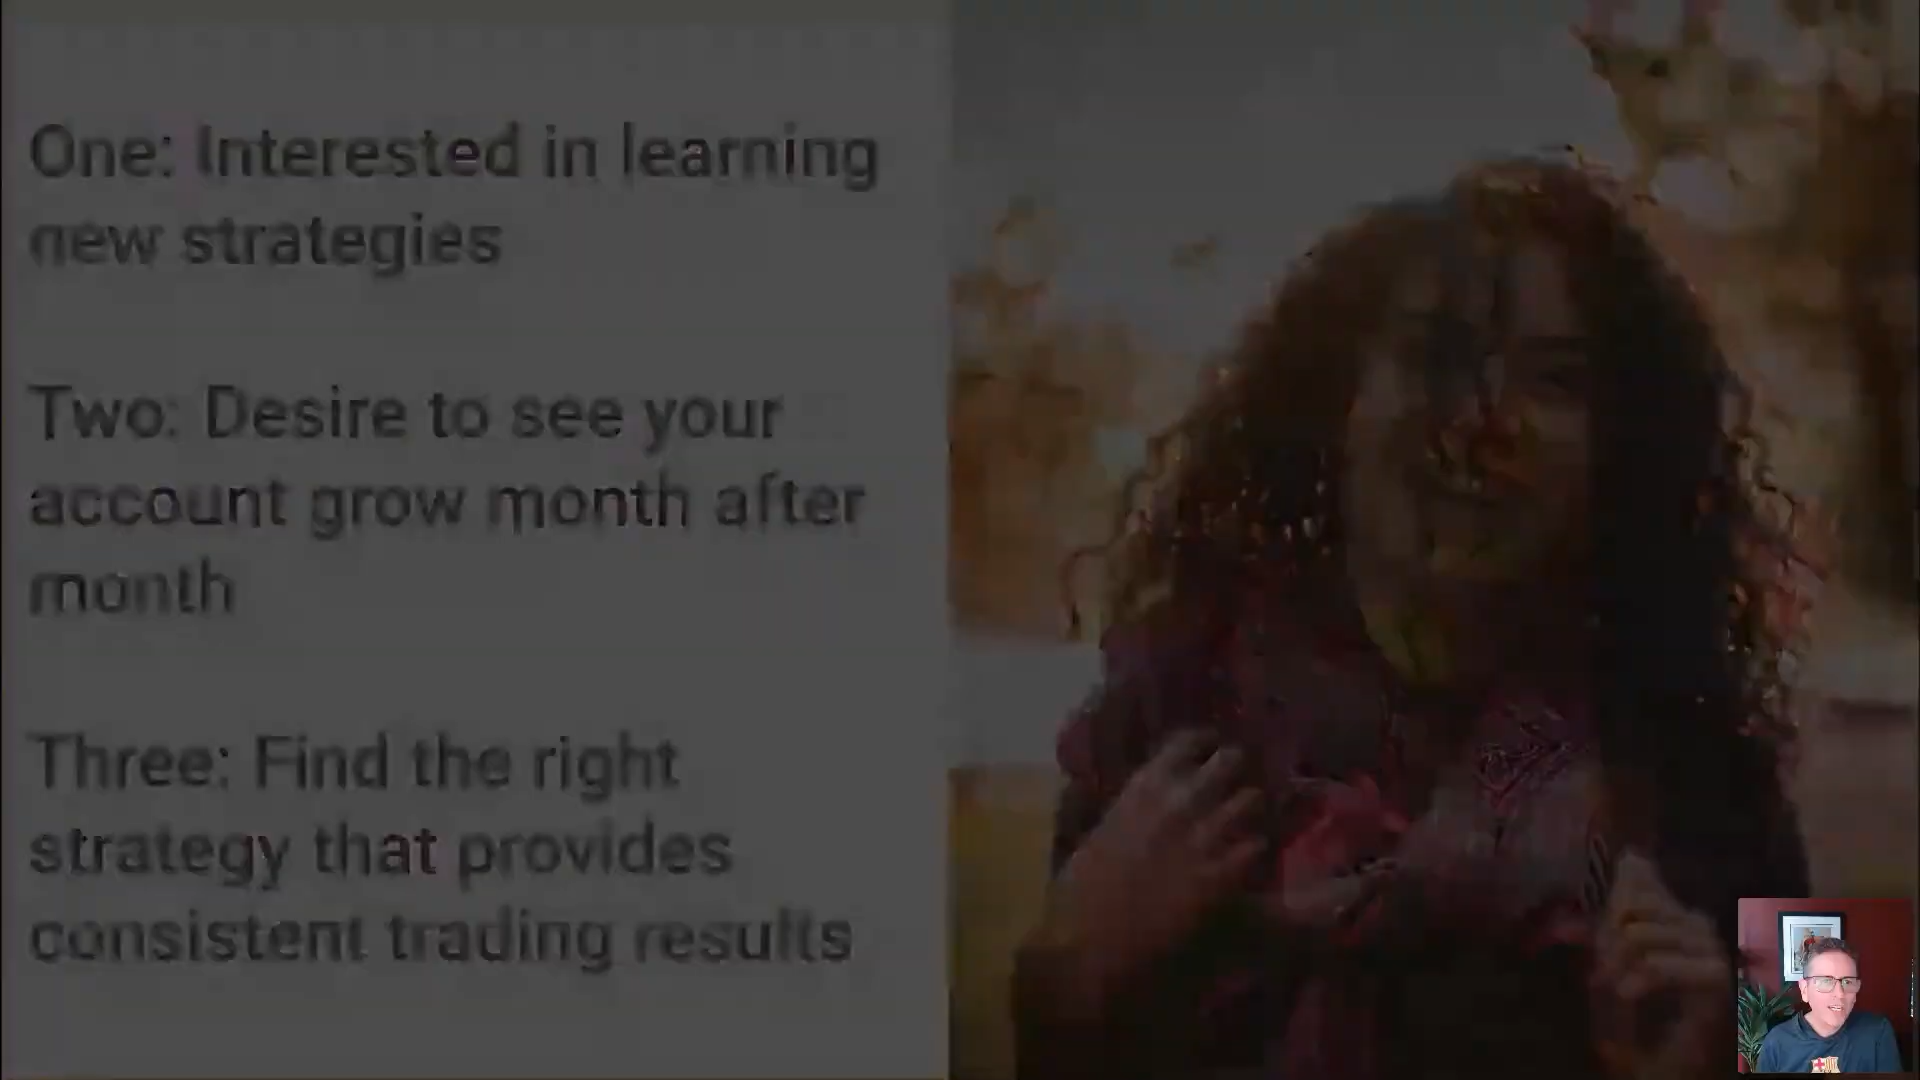 One: Interested in learning
new strategies
Two: Desire to see your
account grow month after
month
Three: Find the right
strategy that provides
consistent trading results